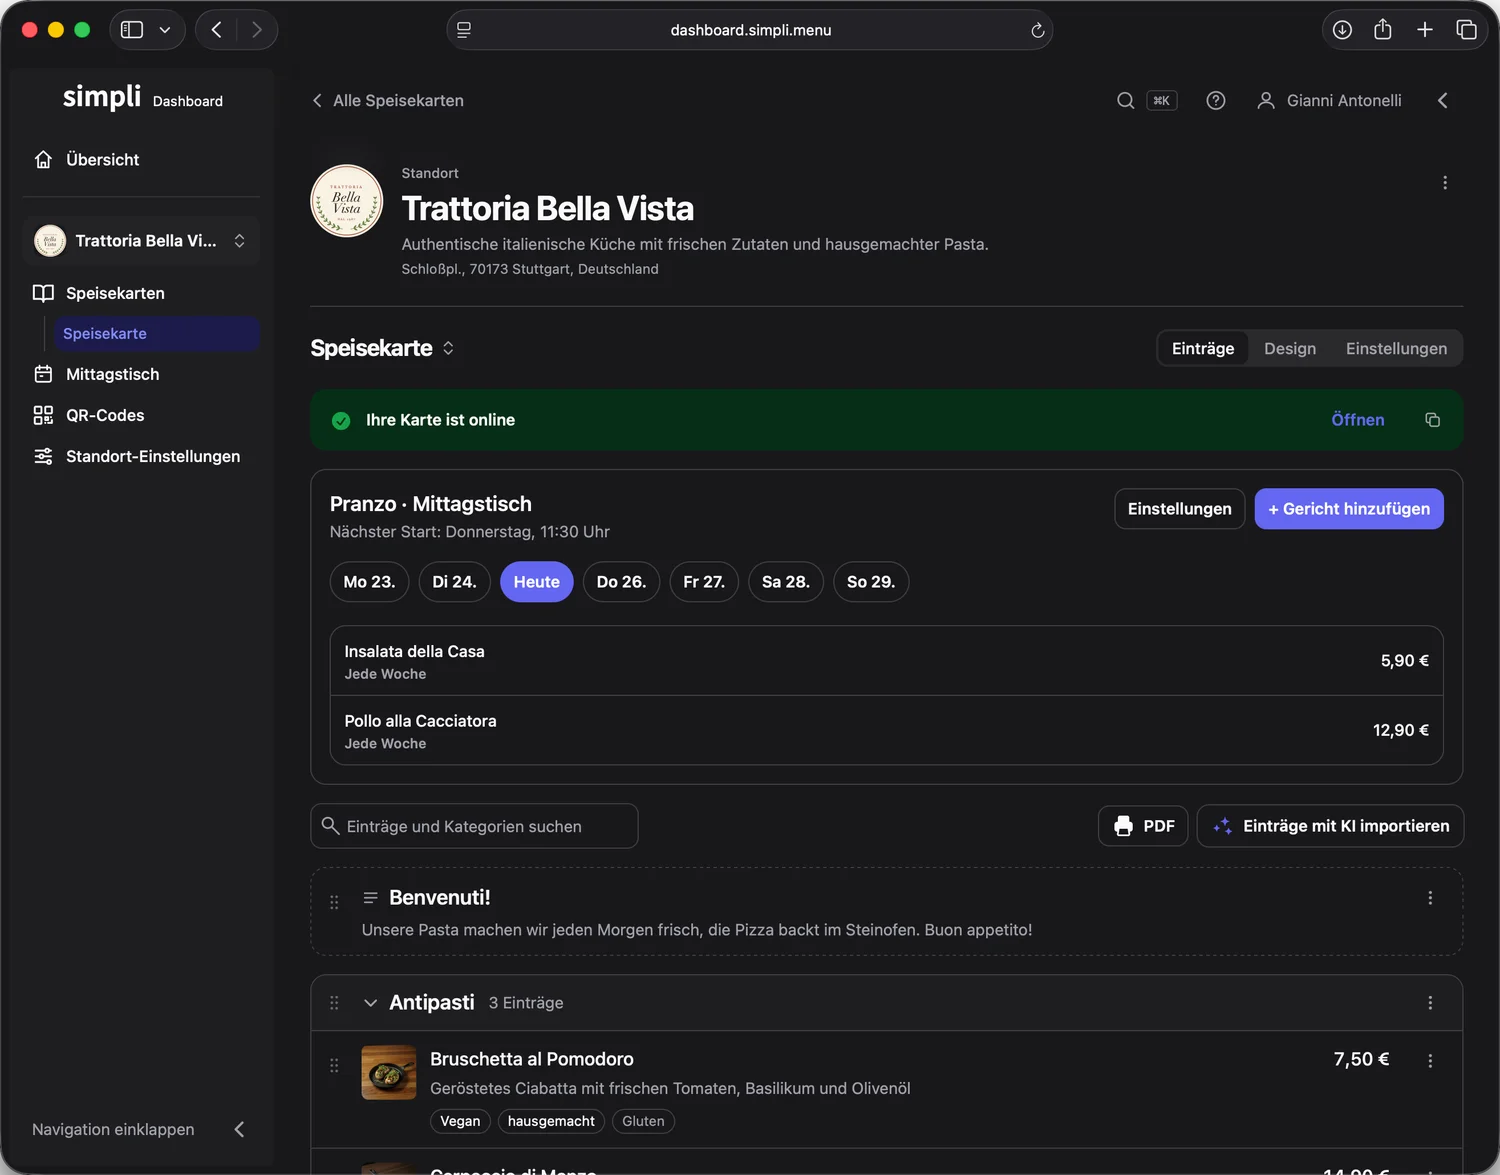 dashboard.simpli.menu
simpli Dashboard
Übersicht
Trattoria Bella Vi...
Speisekarten
Speisekarte
Mittagstisch
QR-Codes
Standort-Einstellungen
Navigation einklappen
Alle Speisekarten
⌘K
Gianni Antonelli
TRATTORIA
Bella
Vista
Standort
Trattoria Bella Vista
Authentische italienische Küche mit frischen Zutaten und hausgemachter Pasta.
Schloßpl., 70173 Stuttgart, Deutschland
Speisekarte
Einträge
Design
Einstellungen
Ihre Karte ist online
Öffnen
Pranzo · Mittagstisch
Nächster Start: Donnerstag, 11:30 Uhr
Einstellungen
+ Gericht hinzufügen
Mo 23.
Di 24.
Heute
Do 26.
Fr 27.
Sa 28.
So 29.
Insalata della Casa
Jede Woche
5,90 €
Pollo alla Cacciatora
Jede Woche
12,90 €
Einträge und Kategorien suchen
PDF
Einträge mit KI importieren
Benvenuti!
Unsere Pasta machen wir jeden Morgen frisch, die Pizza backt im Steinofen. Buon appetito!
Antipasti 3 Einträge
Bruschetta al Pomodoro
7,50 €
Geröstetes Ciabatta mit frischen Tomaten, Basilikum und Olivenöl
Vegan
hausgemacht
Gluten